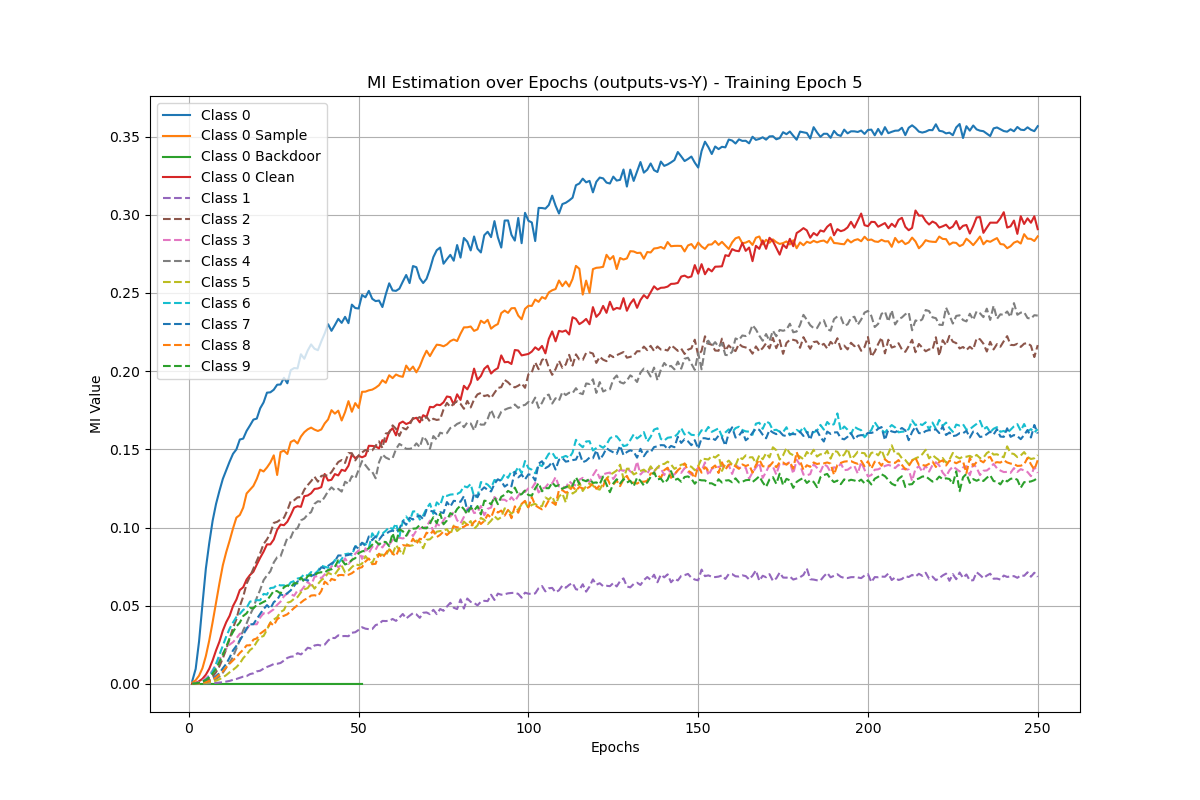 MI Estimation over Epochs (outputs-vs-Y) - Training Epoch 5
Class 0
Class 0 Sample
Class 0 Backdoor
Class 0 Clean
Class 1
Class 2
Class 3
Class 4
Class 5
Class 6
Class 7
Class 8
Class 9
0.35
0.30
0.25
0.20
0.15
0.10
0.05
0.00
MI Value
0 50 100 150 200 250
Epochs